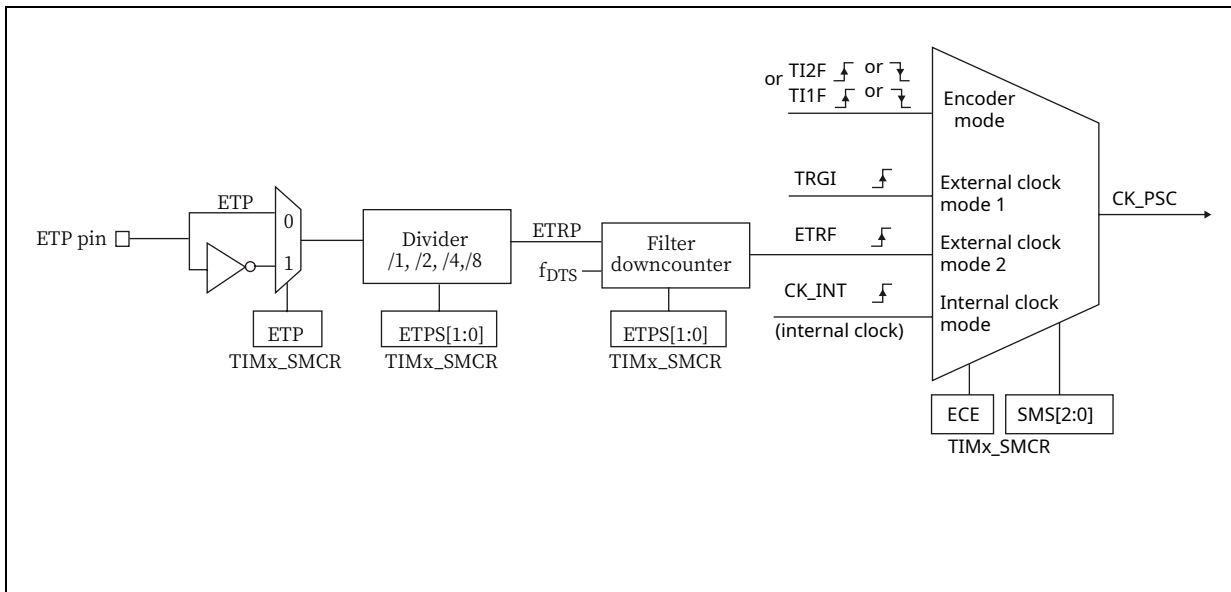 or TI2F or
TI1F or
Encoder
mode
TRGI
External clock
mode 1
CK_PSC
ETP
0
ETP pin
1
Divider
/1, /2, /4,/8
ETRP
Filter
downcounter
fDTS
ETRF
External clock
mode 2
CK_INT
Internal clock
mode
(internal clock)
ETP
TIMx_SMCR
ETPS[1:0]
TIMx_SMCR
ETPS[1:0]
TIMx_SMCR
ECE
SMS[2:0]
TIMx_SMCR